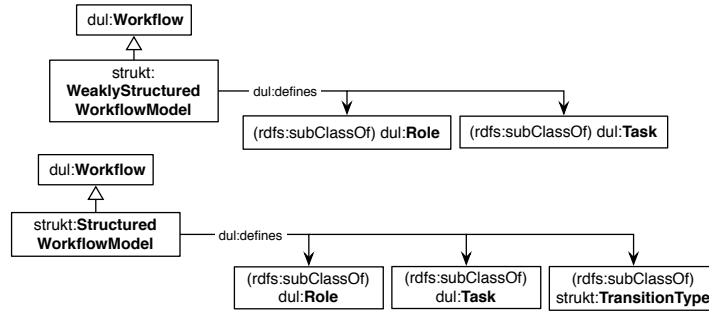 dul:Workflow
strukt:
WeaklyStructured
WorkflowModel
dul:defines
(rdfs:subClassOf) dul:Role
(rdfs:subClassOf) dul:Task
dul:Workflow
strukt:Structured
WorkflowModel
dul:defines
(rdfs:subClassOf)
dul:Role
(rdfs:subClassOf)
dul:Task
(rdfs:subClassOf)
strukt:TransitionType